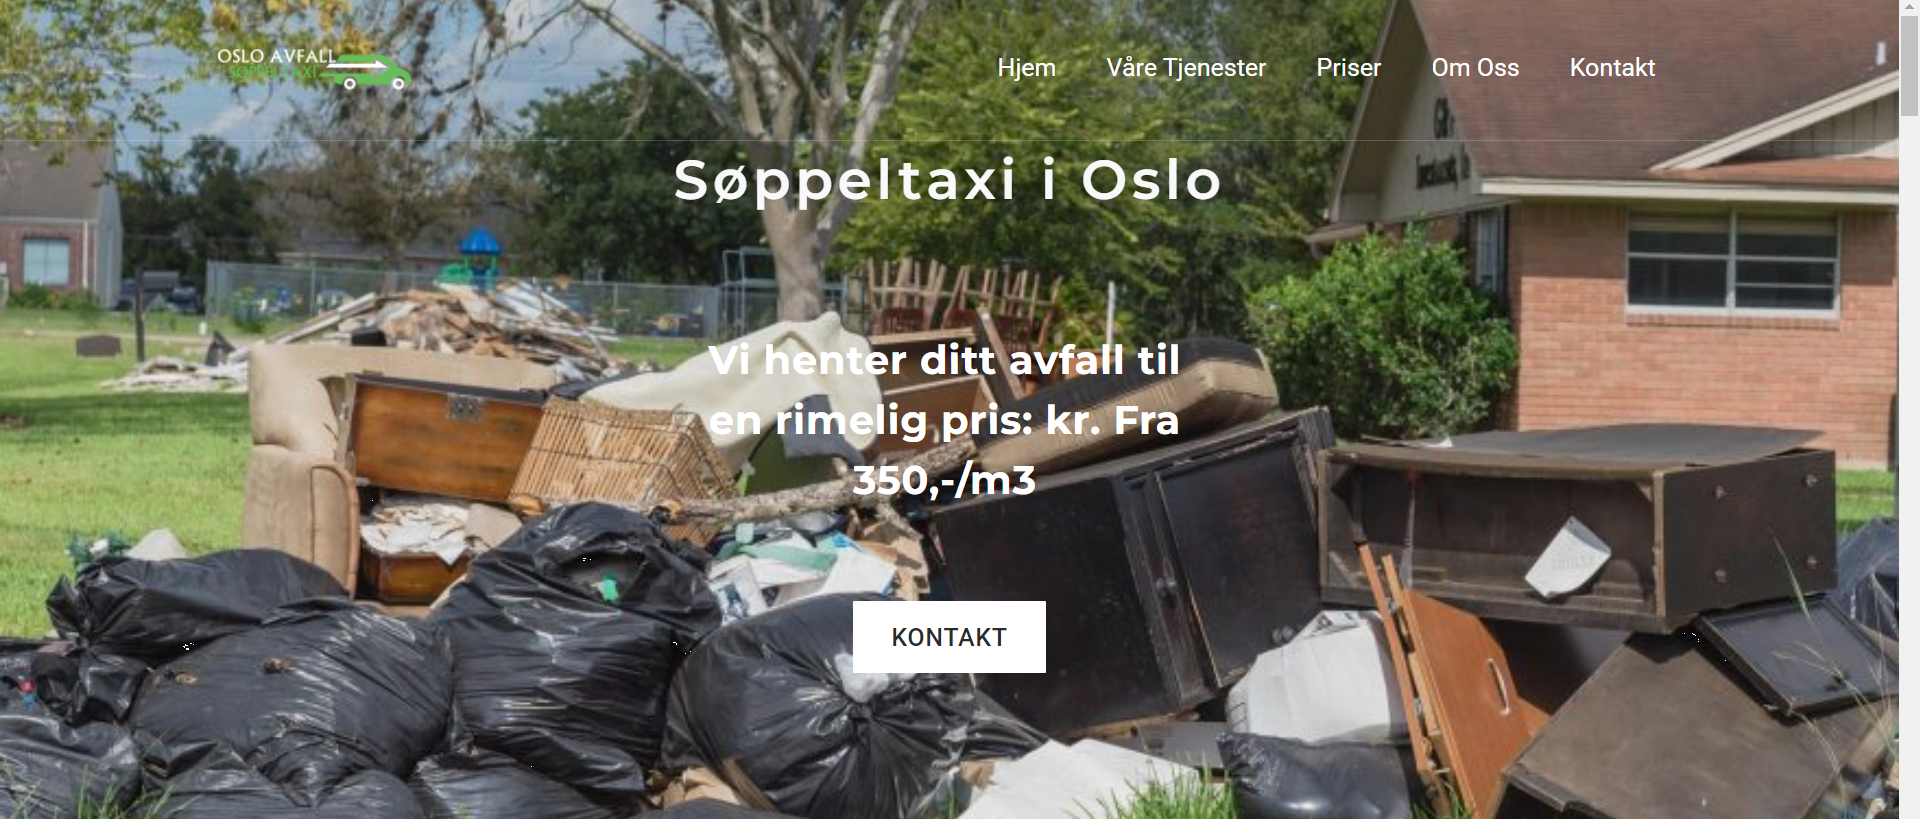 OSLO AVFALL
SØPPELTAXI
Hjem Våre Tjenester Priser Om Oss Kontakt
Søppeltaxi i Oslo
Vi henter ditt avfall til
en rimelig pris: kr. Fra
350,-/m3
KONTAKT